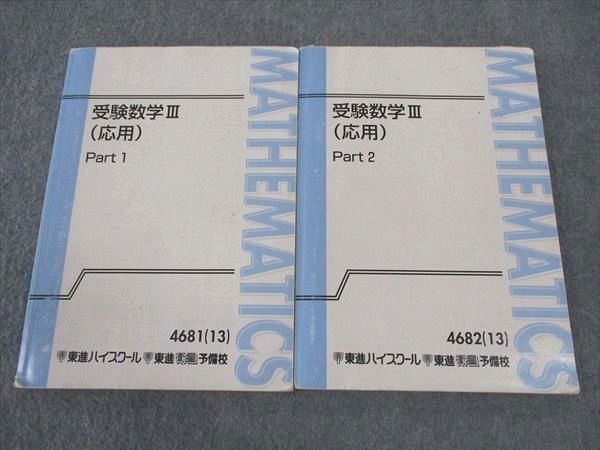 受験数学Ⅲ
(応用)
Part 1
MATHEMATICS
4681(13)
東進ハイスクール 東進衛星予備校
受験数学Ⅲ
(応用)
Part 2
MATHEMATICS
4682(13)
東進ハイスクール 東進衛星予備校